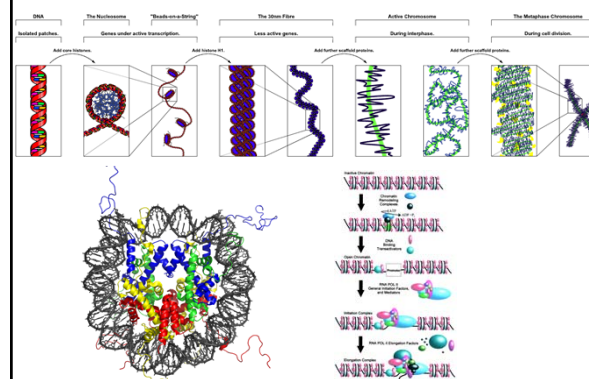 DNA
The Nucleosome
"Beads-on-a-String"
The 30nm Fibre
Active Chromosome
The Metaphase Chromosome
Isolated patches.
Genes under active transcription.
Less active genes.
During interphase.
During cell division.
Add core histones.
Add histone H1.
Add further scaffold proteins.
Add further scaffold proteins.
Inactive Chromatin
Chromatin
Remodeling
Complexes
DNA
Binding
Transactivators
Open Chromatin
Promoter
RNA POL II
General Initiation Factors,
and Mediators
Initiation
Complex
RNA POL II Elongation Factors
Elongation
Complex